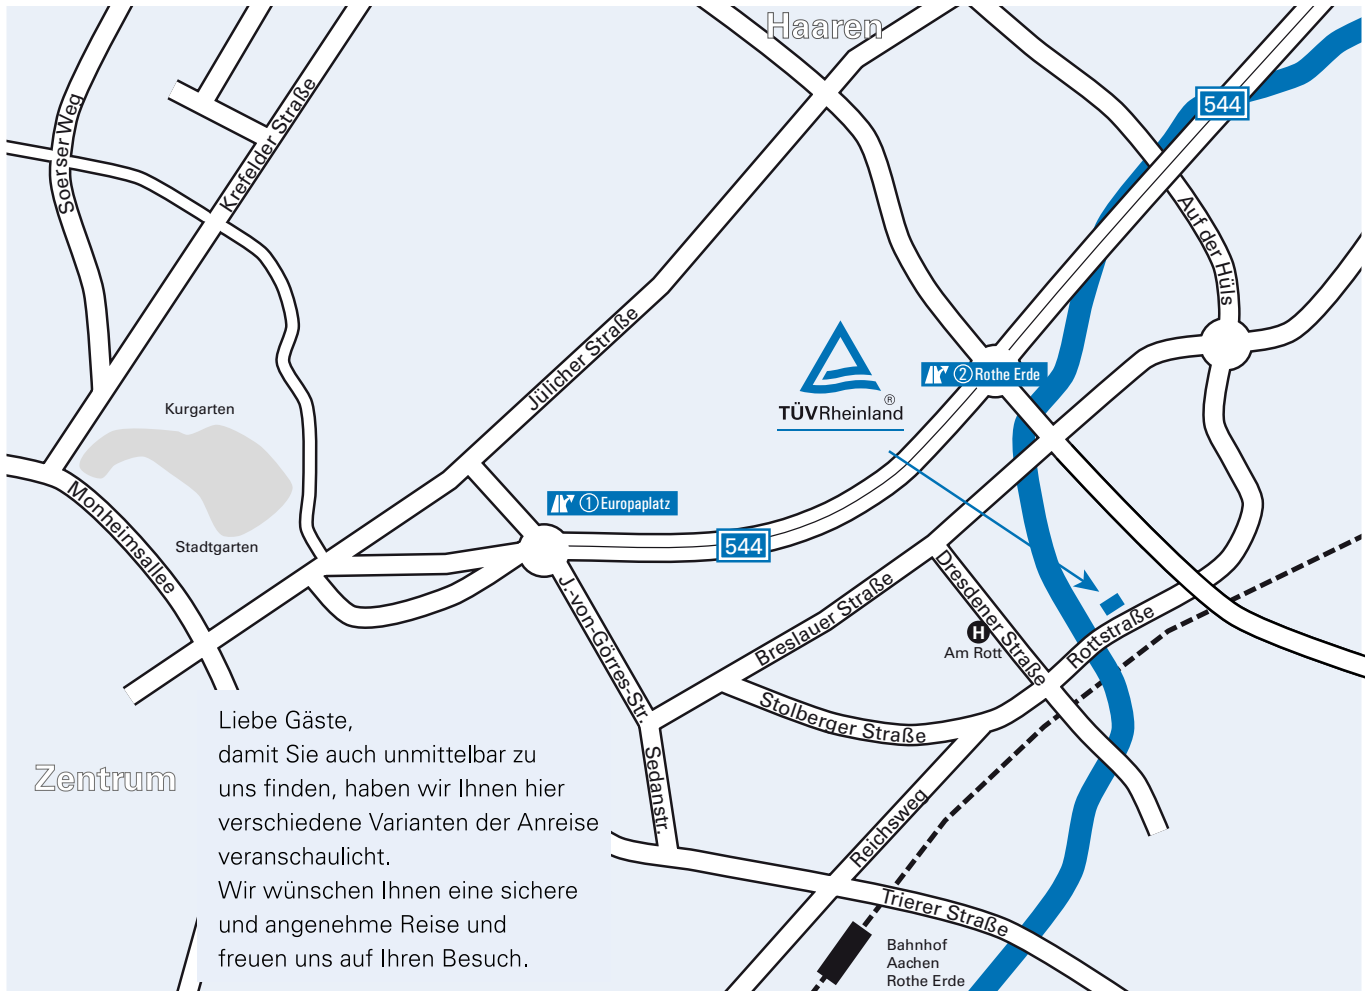 Haaren
544
Soerser Weg
Krefelder Straße
Auf der Hüls
Jülicher Straße
TÜVRheinland
®
2 Rothe Erde
Kurgarten
Stadtgarten
Monheimsallee
1 Europaplatz
544
J.-von-Görres-Str.
Breslauer Straße
Dresdener Straße
H
Am Rott
Rottstraße
Stolberger Straße
Sedanstr.
Reichsweg
Trierer Straße
Bahnhof
Aachen
Rothe Erde
Zentrum
Liebe Gäste,
damit Sie auch unmittelbar zu
uns finden, haben wir Ihnen hier
verschiedene Varianten der Anreise
veranschaulicht.
Wir wünschen Ihnen eine sichere
und angenehme Reise und
freuen uns auf Ihren Besuch.